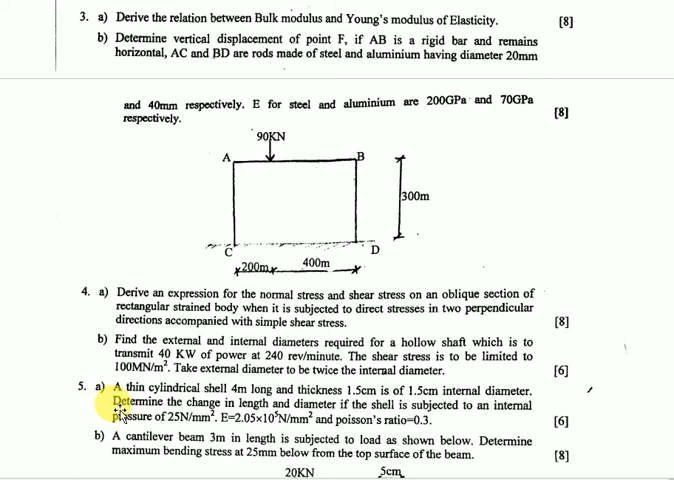 3. a) Derive the relation between Bulk modulus and Young's modulus of Elasticity. [8]
b) Determine vertical displacement of point F, if AB is a rigid bar and remains
horizontal, AC and BD are rods made of steel and aluminium having diameter 20mm
and 40mm respectively. E for steel and aluminium are 200GPa and 70GPa
respectively. [8]
90KN
A B
300m
C D
200m 400m
4. a) Derive an expression for the normal stress and shear stress on an oblique section of
rectangular strained body when it is subjected to direct stresses in two perpendicular
directions accompanied with simple shear stress. [8]
b) Find the external and internal diameters required for a hollow shaft which is to
transmit 40 KW of power at 240 rev/minute. The shear stress is to be limited to
100MN/m². Take external diameter to be twice the internal diameter. [6]
5. a) A thin cylindrical shell 4m long and thickness 1.5cm is of 1.5cm internal diameter.
Determine the change in length and diameter if the shell is subjected to an internal
pressure of 25N/mm². E=2.05×10⁵N/mm² and poisson's ratio=0.3. [6]
b) A cantilever beam 3m in length is subjected to load as shown below. Determine
maximum bending stress at 25mm below from the top surface of the beam. [8]
20KN 5cm